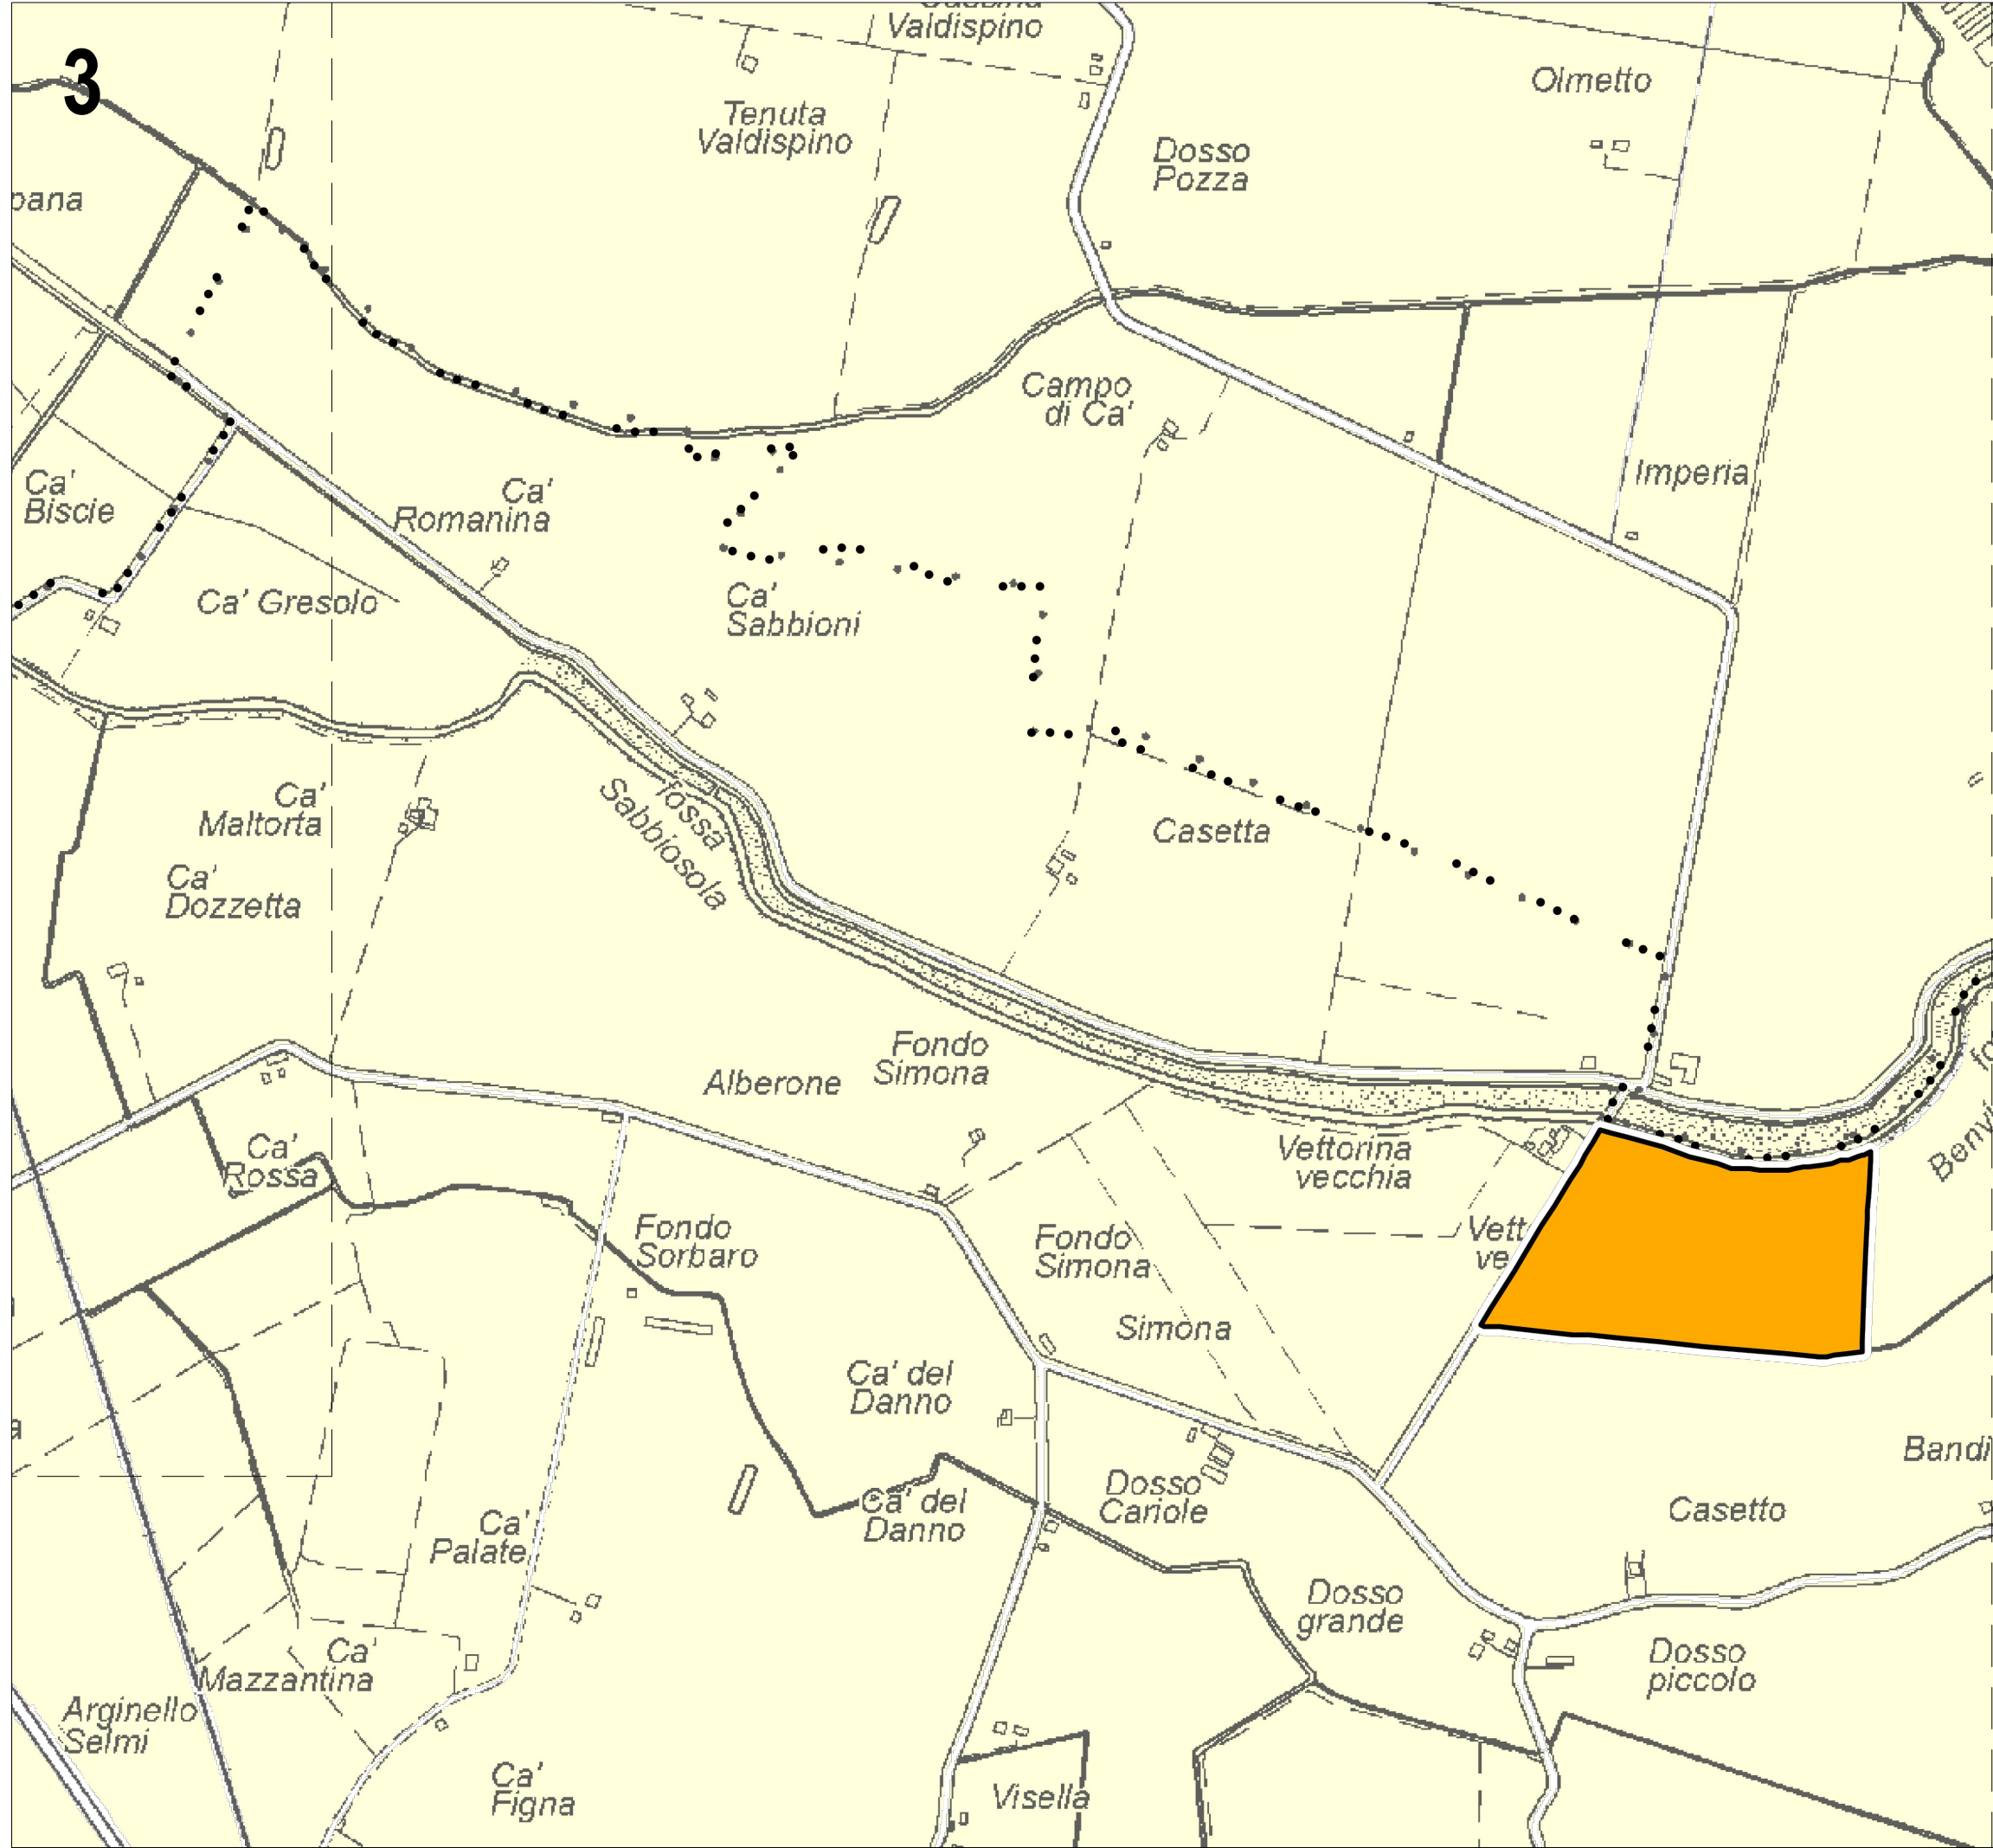 Valdispino
3
Olmetto
Tenuta
Valdispino
Dosso
Pozza
pana
Campo
di Ca'
Imperia
Ca'
Biscie
Ca'
Romanina
Ca' Gresolo
Ca'
Sabbioni
Ca'
Maltorta
fossa
Sabbiosola
Casetta
Ca'
Dozzetta
Fondo
Simona
Alberone
Ca'
Rossa
Vettorina
vecchia
Benvi
fo
Fondo
Sorbaro
Fondo
Simona
Vett
ve
Simona
Ca' del
Danno
Bandi
Dosso
Cariole
Casetto
Ca' del
Danno
Ca'
Palate
Dosso
grande
Ca'
Mazzantina
Dosso
piccolo
Arginello
Selmi
Ca'
Figna
Visella